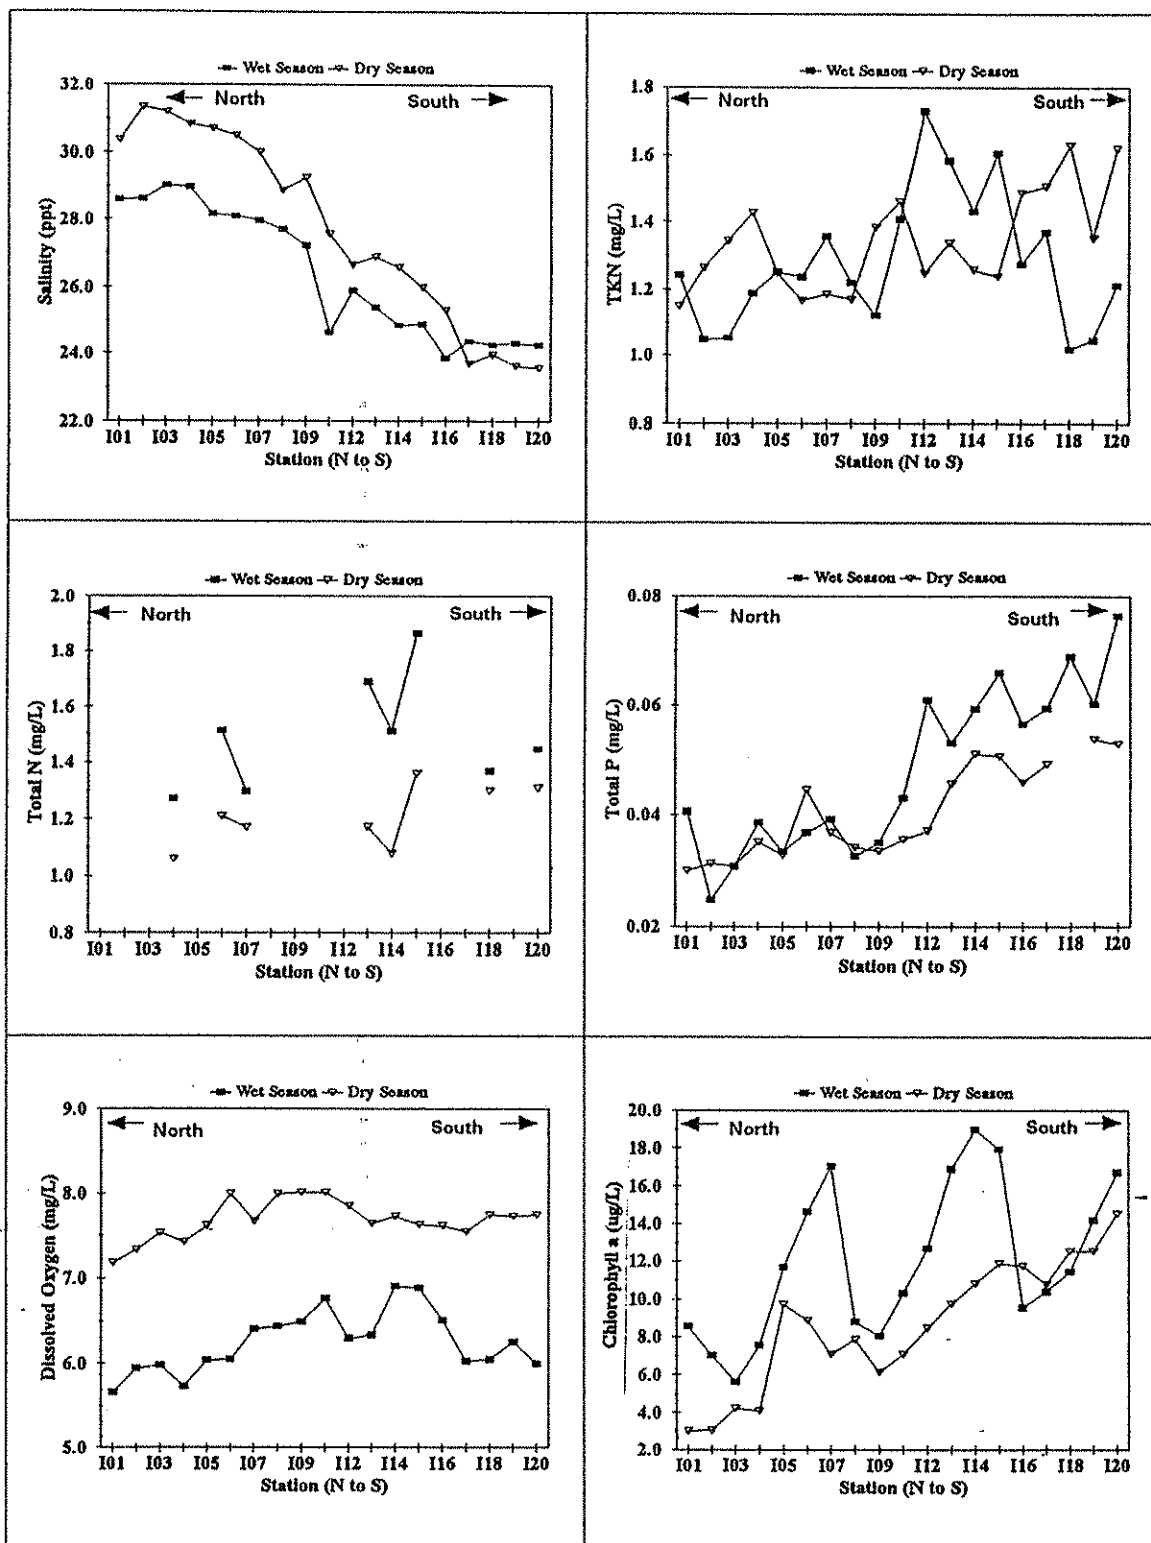 Wet Season Dry Season
North South
32.0
30.0
28.0
26.0
24.0
22.0
Salinity (ppt)
I01 I03 I05 I07 I09 I12 I14 I16 I18 I20
Station (N to S)
Wet Season Dry Season
North South
1.8
1.6
1.4
1.2
1.0
0.8
TKN (mg/L)
I01 I03 I05 I07 I09 I12 I14 I16 I18 I20
Station (N to S)
Wet Season Dry Season
North South
2.0
1.8
1.6
1.4
1.2
1.0
0.8
Total N (mg/L)
I01 I03 I05 I07 I09 I12 I14 I16 I18 I20
Station (N to S)
Wet Season Dry Season
North South
0.08
0.06
0.04
0.02
Total P (mg/L)
I01 I03 I05 I07 I09 I12 I14 I16 I18 I20
Station (N to S)
Wet Season Dry Season
North South
9.0
8.0
7.0
6.0
5.0
Dissolved Oxygen (mg/L)
I01 I03 I05 I07 I09 I12 I14 I16 I18 I20
Station (N to S)
Wet Season Dry Season
North South
20.0
18.0
16.0
14.0
12.0
10.0
8.0
6.0
4.0
2.0
Chlorophyll a (ug/L)
I01 I03 I05 I07 I09 I12 I14 I16 I18 I20
Station (N to S)